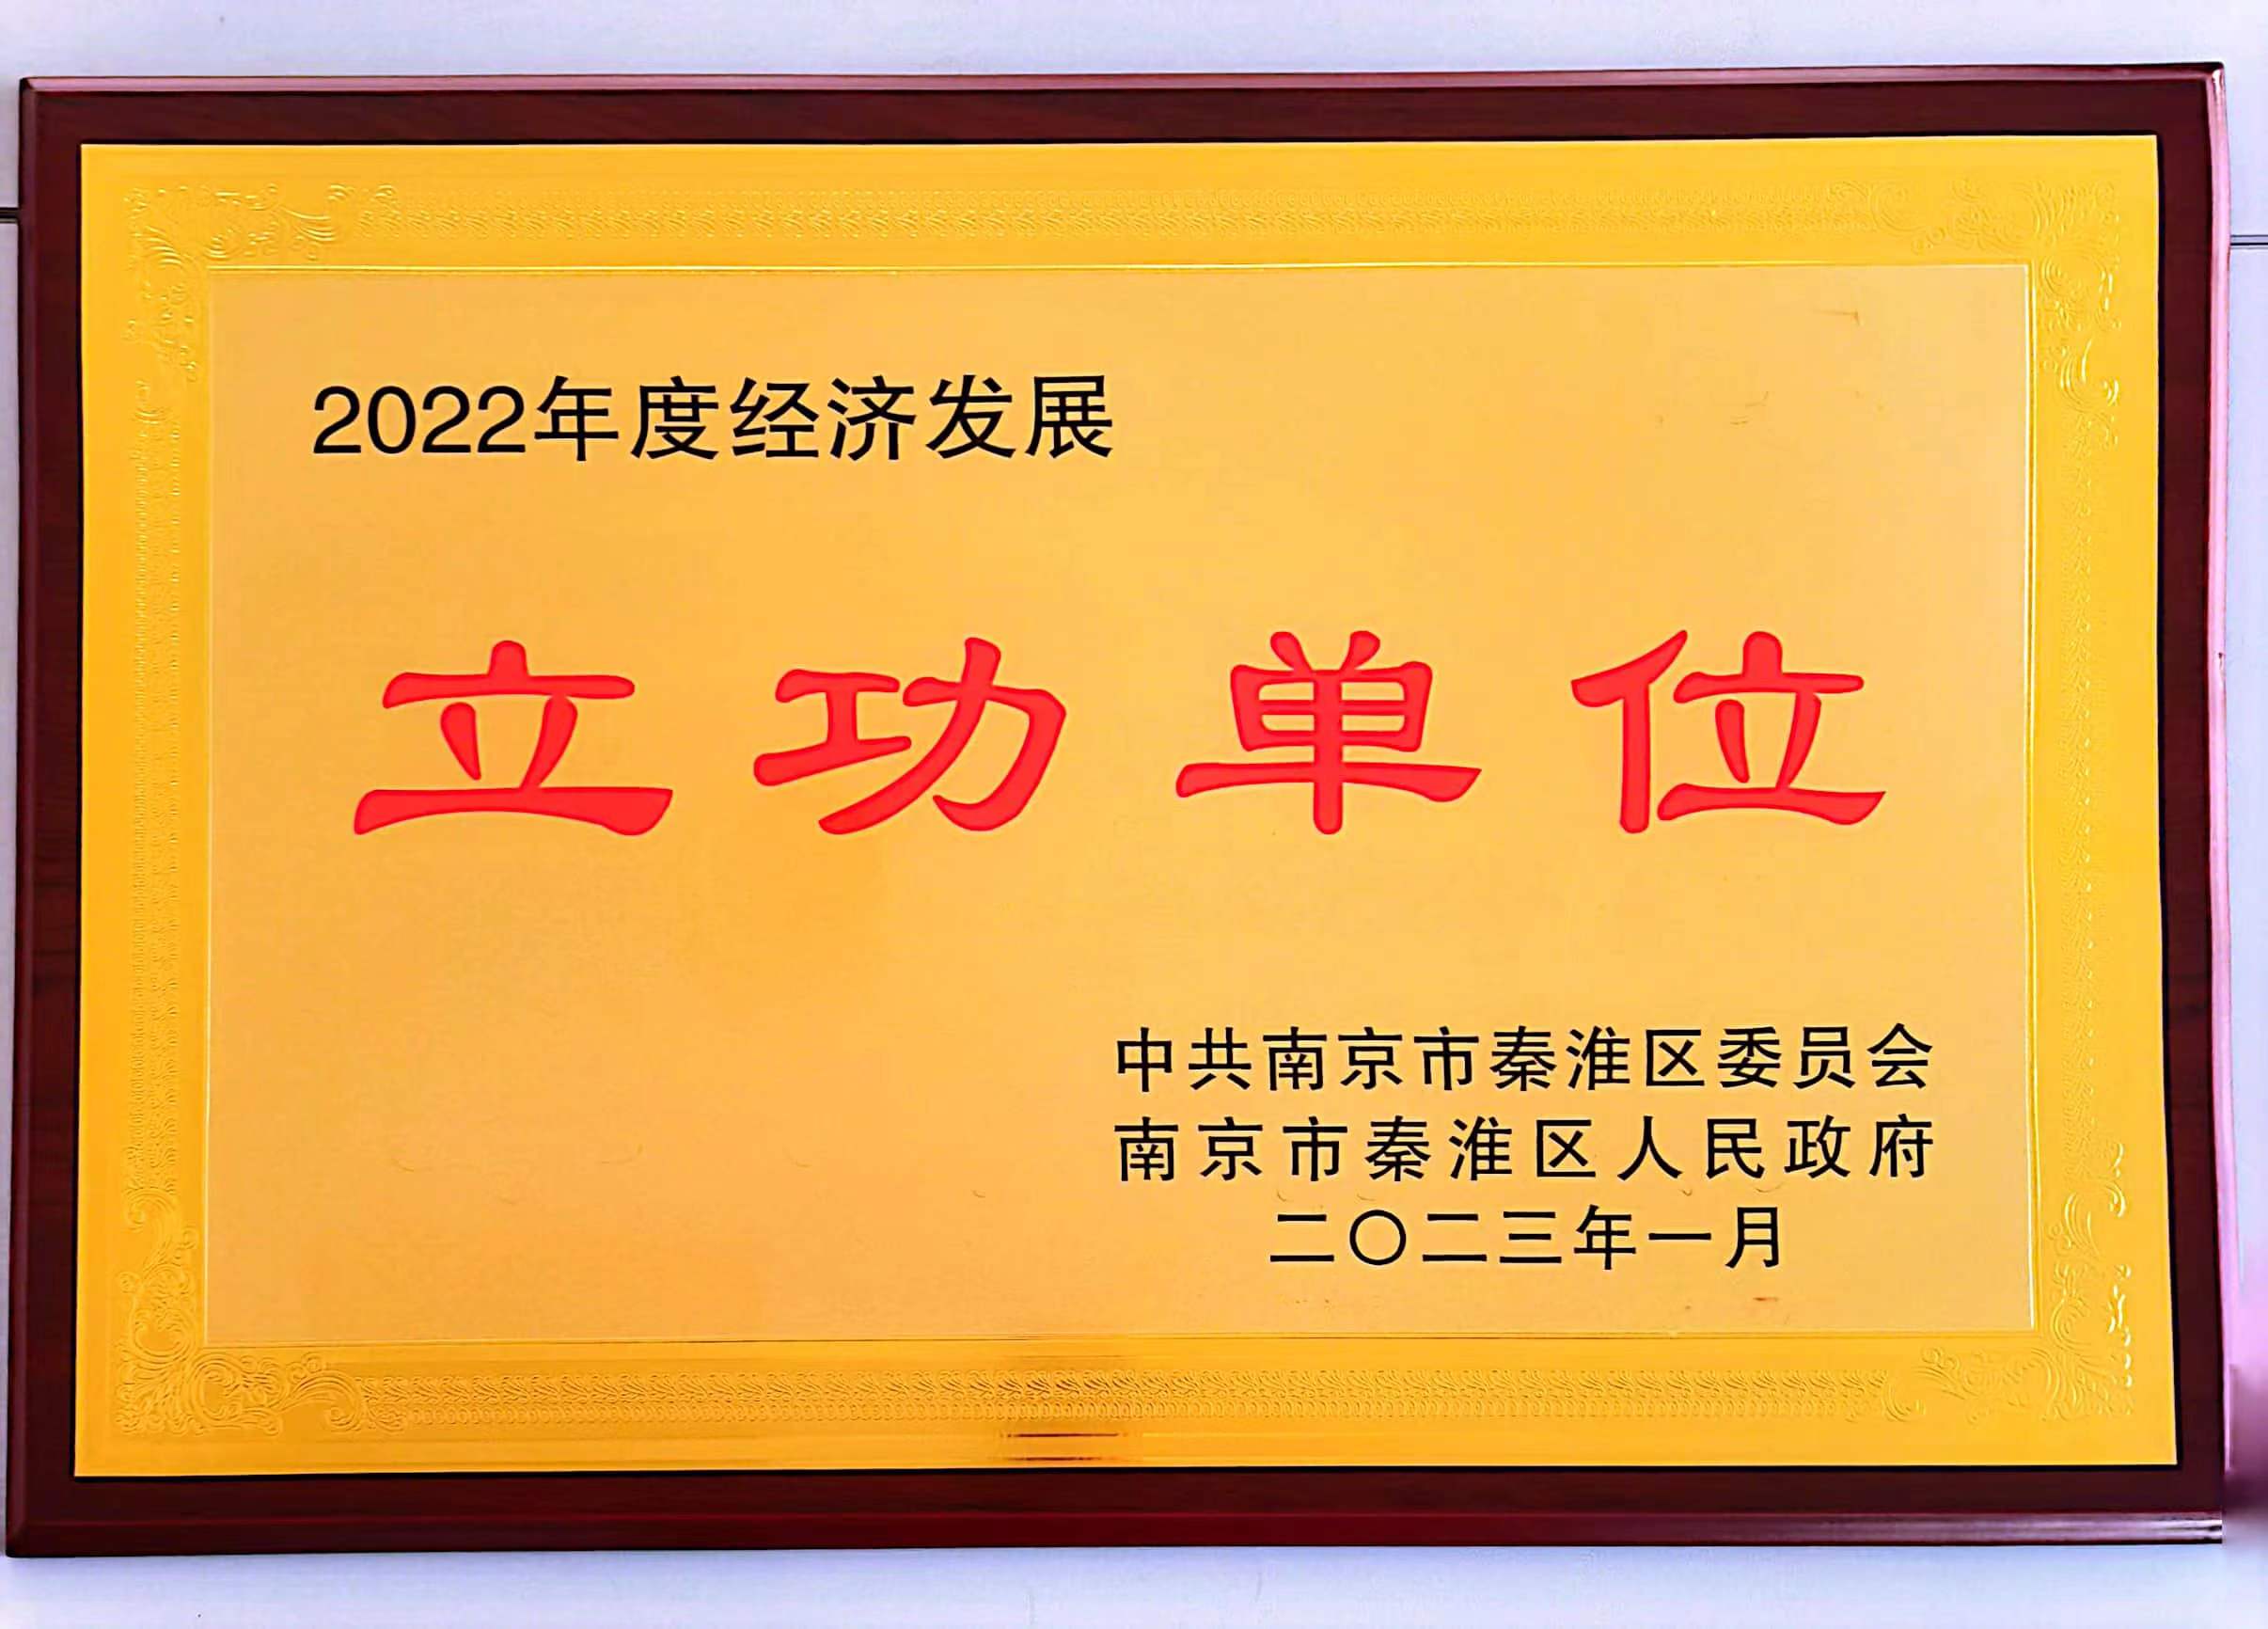 2022年度经济发展
立功单位
中共南京市秦淮区委员会
南京市秦淮区人民政府
二〇二三年一月